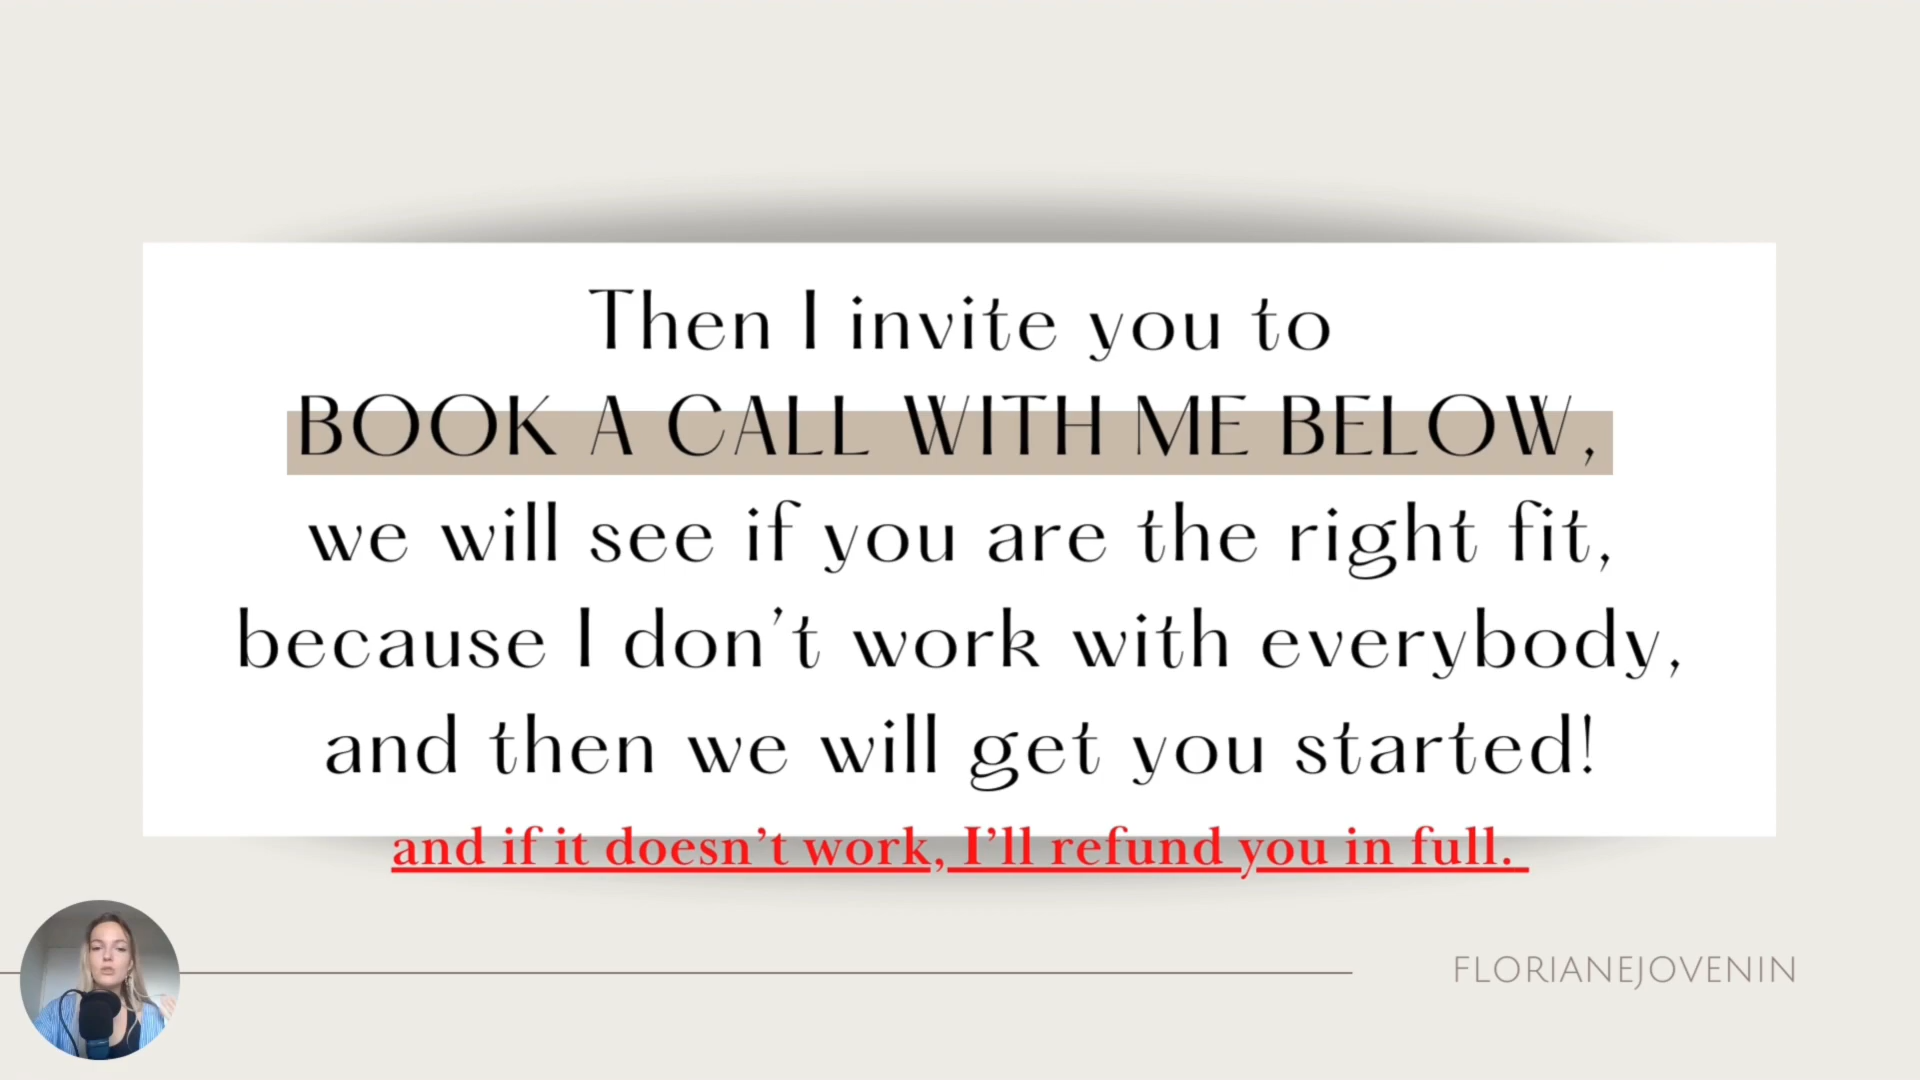 Then I invite you to
BOOK A CALL WITH ME BELOW,
we will see if you are the right fit,
because I don’t work with everybody,
and then we will get you started!
and if it doesn’t work, I’ll refund you in full.
FLORIANEJOVENIN